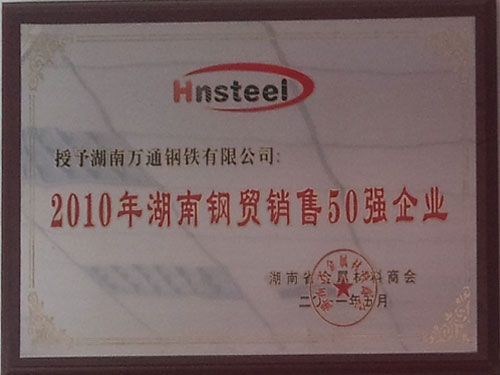 Hnsteel
授予湖南万通钢铁有限公司:
2010年湖南钢贸销售50强企业
湖南省金属材料商会
二〇一一年五月